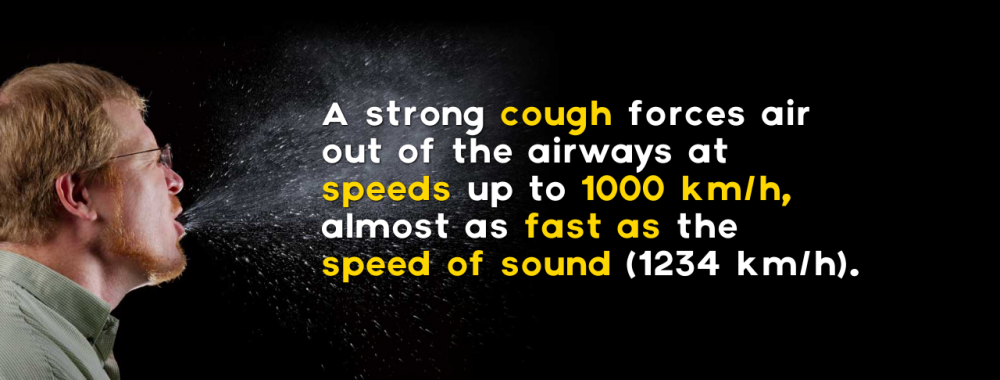 A strong cough forces air
out of the airways at
speeds up to 1000 km/h,
almost as fast as the
speed of sound (1234 km/h).